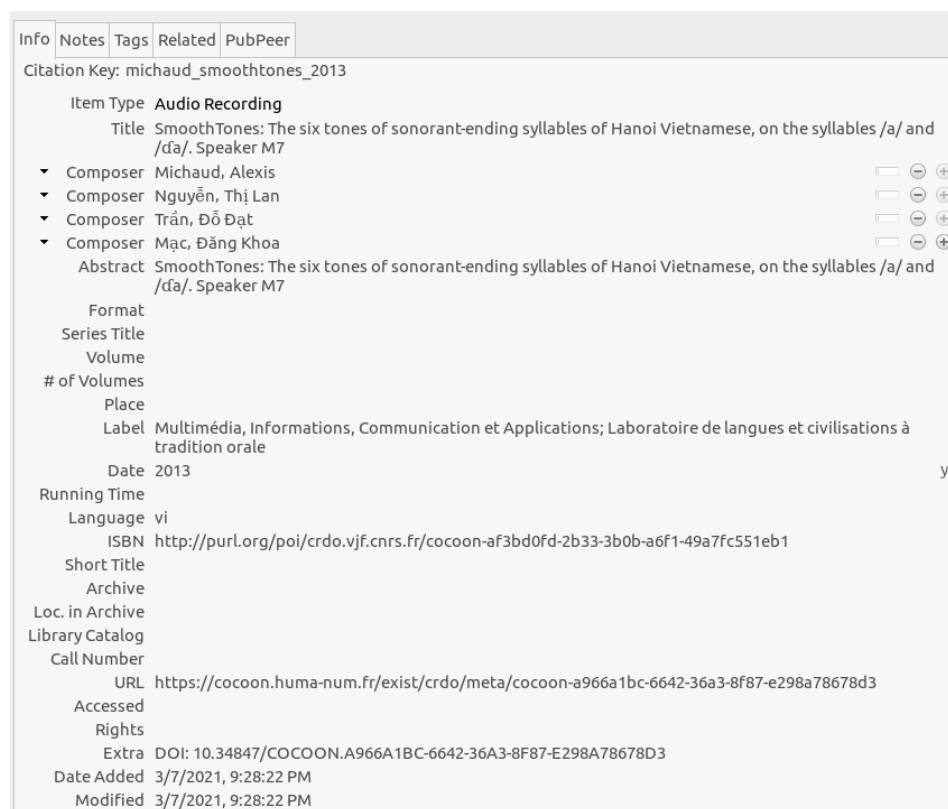 Info Notes Tags Related PubPeer
Citation Key: michaud_smoothtones_2013
Item Type Audio Recording
Title SmoothTones: The six tones of sonorant-ending syllables of Hanoi Vietnamese, on the syllables /a/ and
/ɗa/. Speaker M7
Composer Michaud, Alexis
Composer Nguyễn, Thị Lan
Composer Trần, Đỗ Đạt
Composer Mạc, Đăng Khoa
Abstract SmoothTones: The six tones of sonorant-ending syllables of Hanoi Vietnamese, on the syllables /a/ and
/ɗa/. Speaker M7
Format
Series Title
Volume
# of Volumes
Place
Label Multimédia, Informations, Communication et Applications; Laboratoire de langues et civilisations à
tradition orale
Date 2013 y
Running Time
Language vi
ISBN http://purl.org/poi/crdo.vjf.cnrs.fr/cocoon-af3bd0fd-2b33-3b0b-a6f1-49a7fc551eb1
Short Title
Archive
Loc. in Archive
Library Catalog
Call Number
URL https://cocoon.huma-num.fr/exist/crdo/meta/cocoon-a966a1bc-6642-36a3-8f87-e298a78678d3
Accessed
Rights
Extra DOI: 10.34847/COCOON.A966A1BC-6642-36A3-8F87-E298A78678D3
Date Added 3/7/2021, 9:28:22 PM
Modified 3/7/2021, 9:28:22 PM